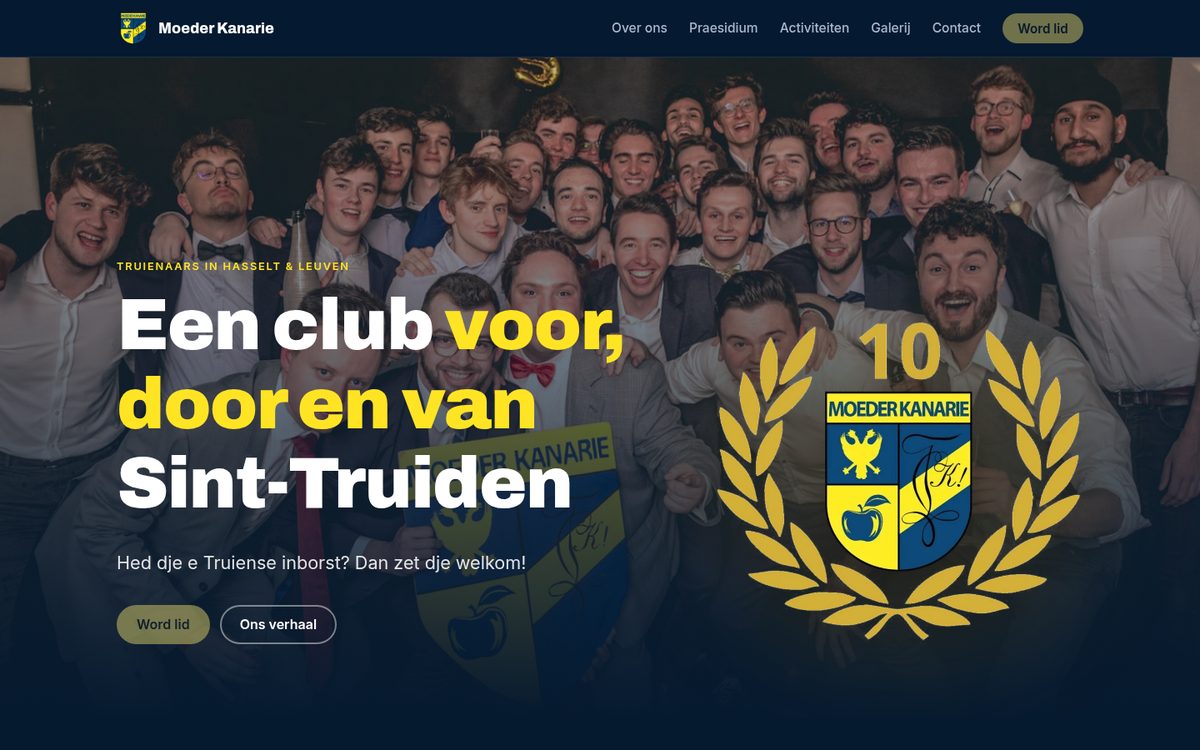 Moeder Kanarie
Over ons
Praesidium
Activiteiten
Galerij
Contact
Word lid
TRUIENAARS IN HASSELT & LEUVEN
Een club voor,
door en van
Sint-Truiden
Hed dje e Truiense inborst? Dan zet dje welkom!
Word lid
Ons verhaal
10
MOEDER KANARIE
K!
MOEDER KANARIE
K!